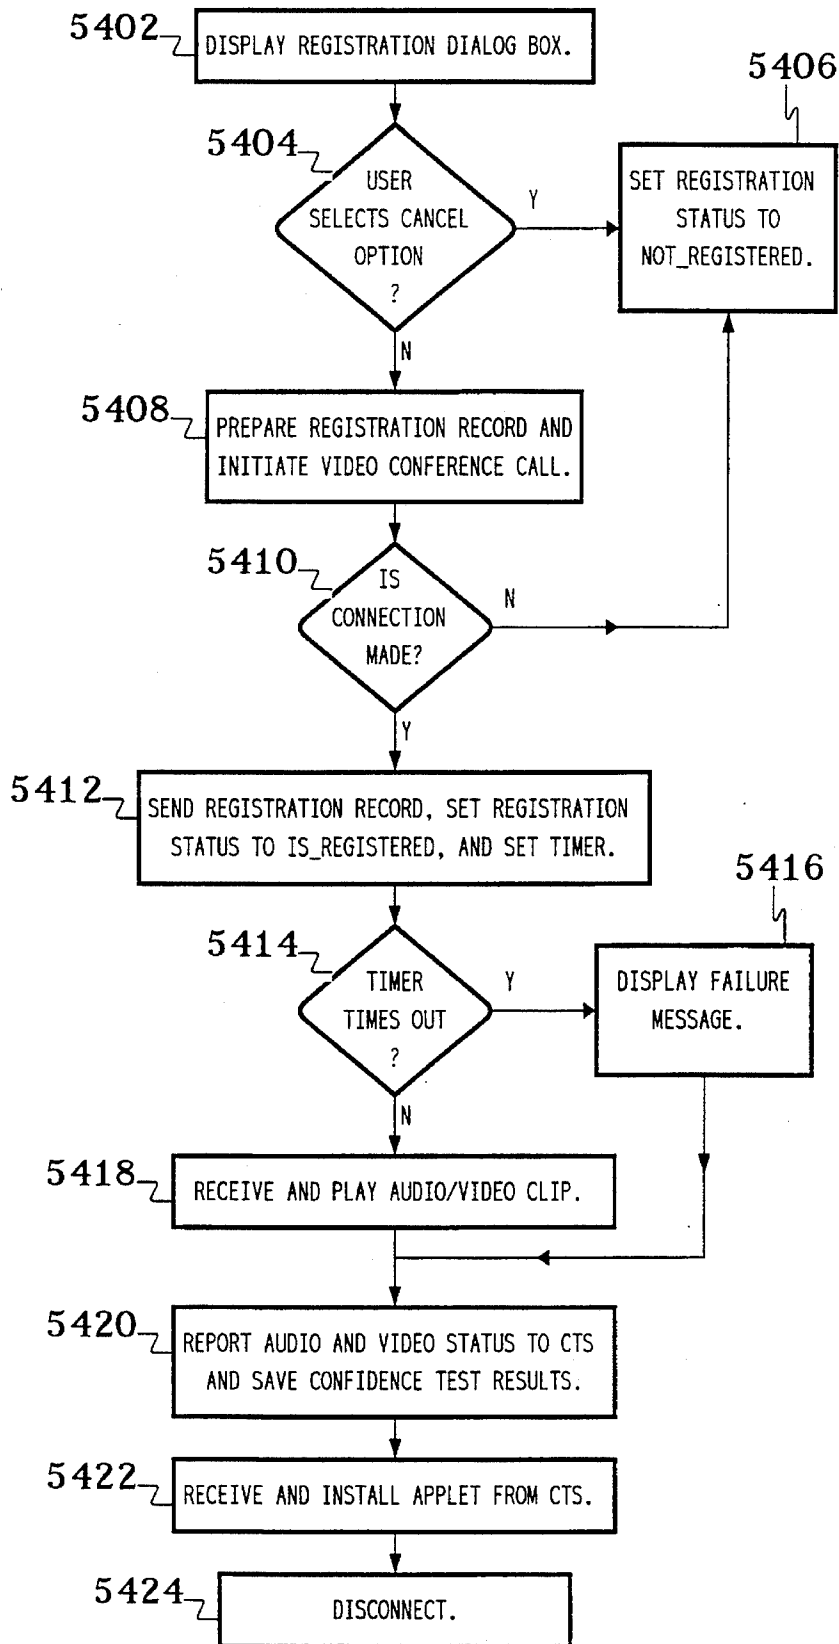 5402
DISPLAY REGISTRATION DIALOG BOX.
5404
USER
SELECTS CANCEL
OPTION
?
Y
5406
SET REGISTRATION
STATUS TO
NOT_REGISTERED.
N
5408
PREPARE REGISTRATION RECORD AND
INITIATE VIDEO CONFERENCE CALL.
5410
IS
CONNECTION
MADE?
N
Y
5412
SEND REGISTRATION RECORD, SET REGISTRATION
STATUS TO IS_REGISTERED, AND SET TIMER.
5414
TIMER
TIMES OUT
?
Y
5416
DISPLAY FAILURE
MESSAGE.
N
5418
RECEIVE AND PLAY AUDIO/VIDEO CLIP.
5420
REPORT AUDIO AND VIDEO STATUS TO CTS
AND SAVE CONFIDENCE TEST RESULTS.
5422
RECEIVE AND INSTALL APPLET FROM CTS.
5424
DISCONNECT.